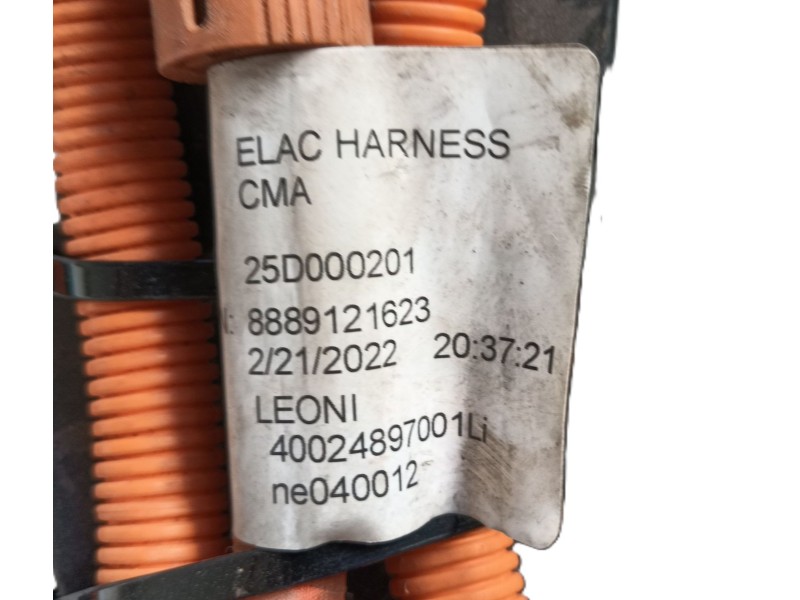 ELAC HARNESS
CMA
25D000201
: 8889121623
2/21/2022 20:37:21
LEONI
40024897001Li
ne040012